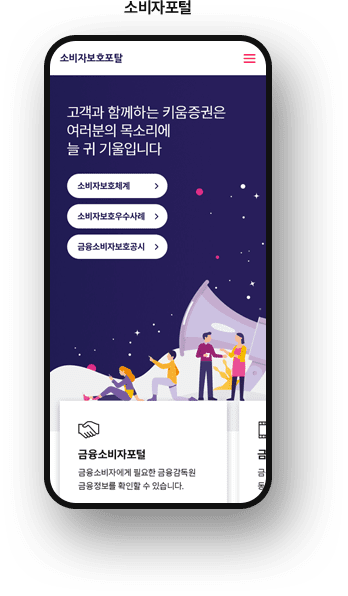 소비자포털
소비자보호포탈
고객과 함께하는 키움증권은
여러분의 목소리에
늘 귀 기울입니다
소비자보호체계
소비자보호우수사례
금융소비자보호공시
금융소비자포털
금융소비자에게 필요한 금융감독원
금융정보를 확인할 수 있습니다.